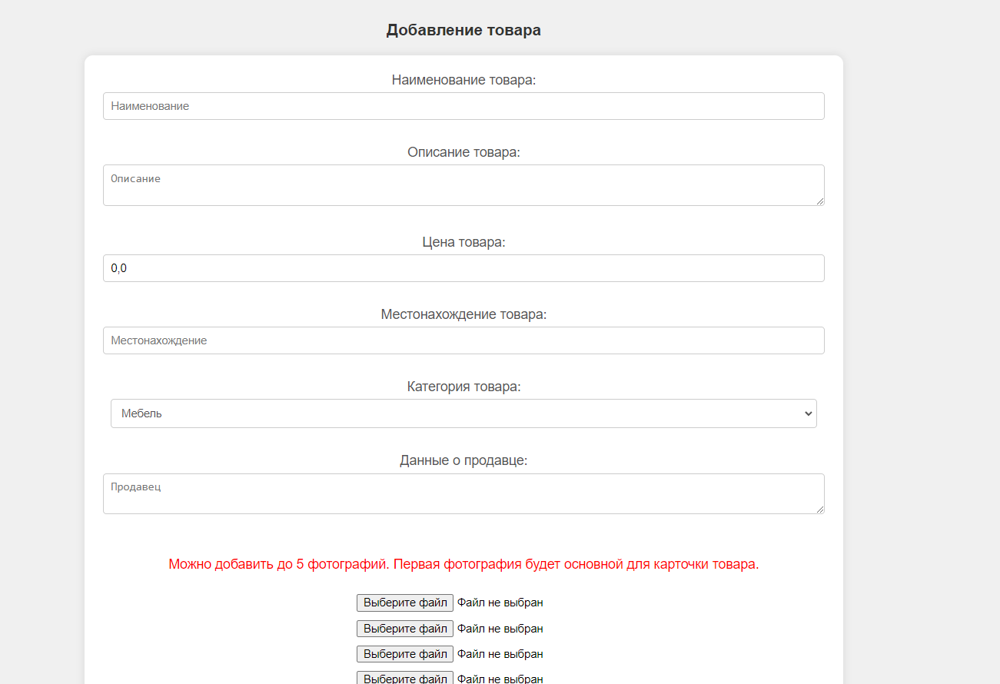 Добавление товара
Наименование товара:
Наименование
Описание товара:
Описание
Цена товара:
0,0
Местонахождение товара:
Местонахождение
Категория товара:
Мебель
Данные о продавце:
Продавец
Можно добавить до 5 фотографий. Первая фотография будет основной для карточки товара.
Выберите файл Файл не выбран
Выберите файл Файл не выбран
Выберите файл Файл не выбран
Выберите файл Файл не выбран